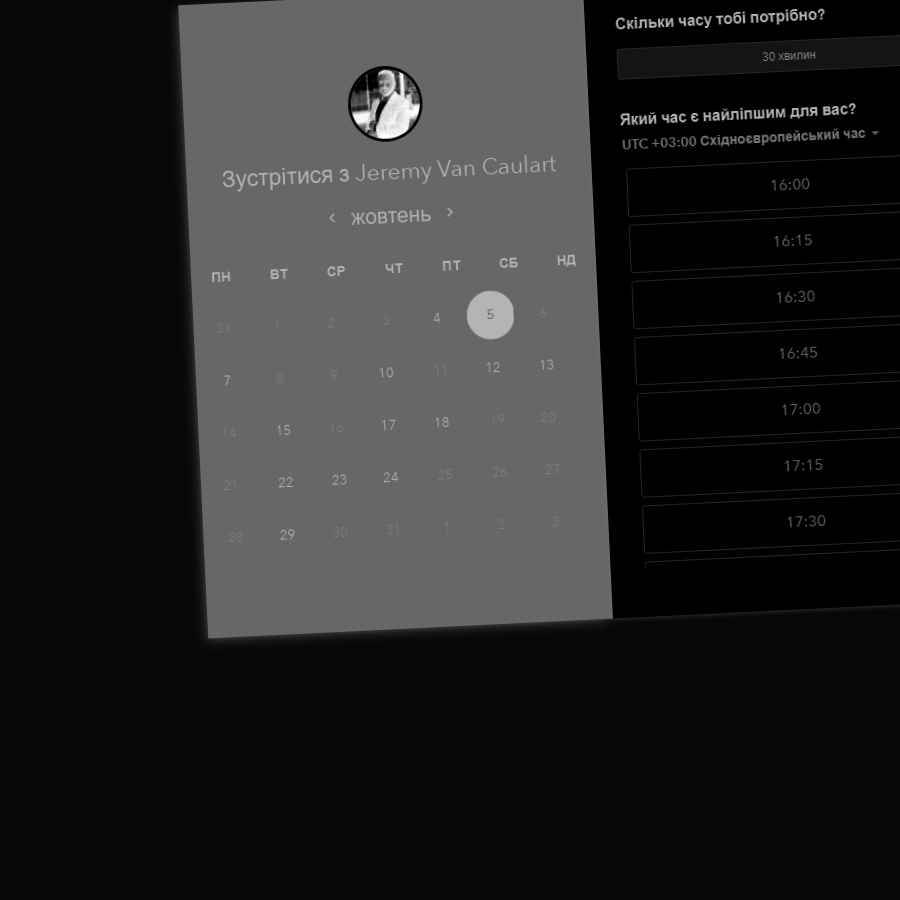 Зустрітися з Jeremy Van Caulart
жовтень
ПН ВТ СР ЧТ ПТ СБ НД
31 1 2 3 4 5 6
7 8 9 10 11 12 13
14 15 16 17 18 19 20
21 22 23 24 25 26 27
28 29 30 31 1 2 3
Скільки часу тобі потрібно?
30 хвилин
Який час є найліпшим для вас?
UTC +03:00 Східноєвропейський час
16:00
16:15
16:30
16:45
17:00
17:15
17:30